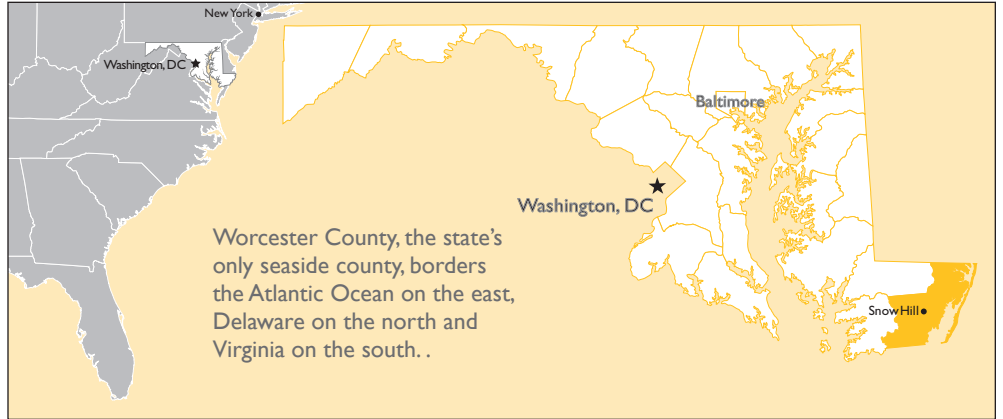 New York
Washington, DC
Baltimore
Washington, DC
Worcester County, the state's
only seaside county, borders
the Atlantic Ocean on the east,
Delaware on the north and
Virginia on the south. .
Snow Hill